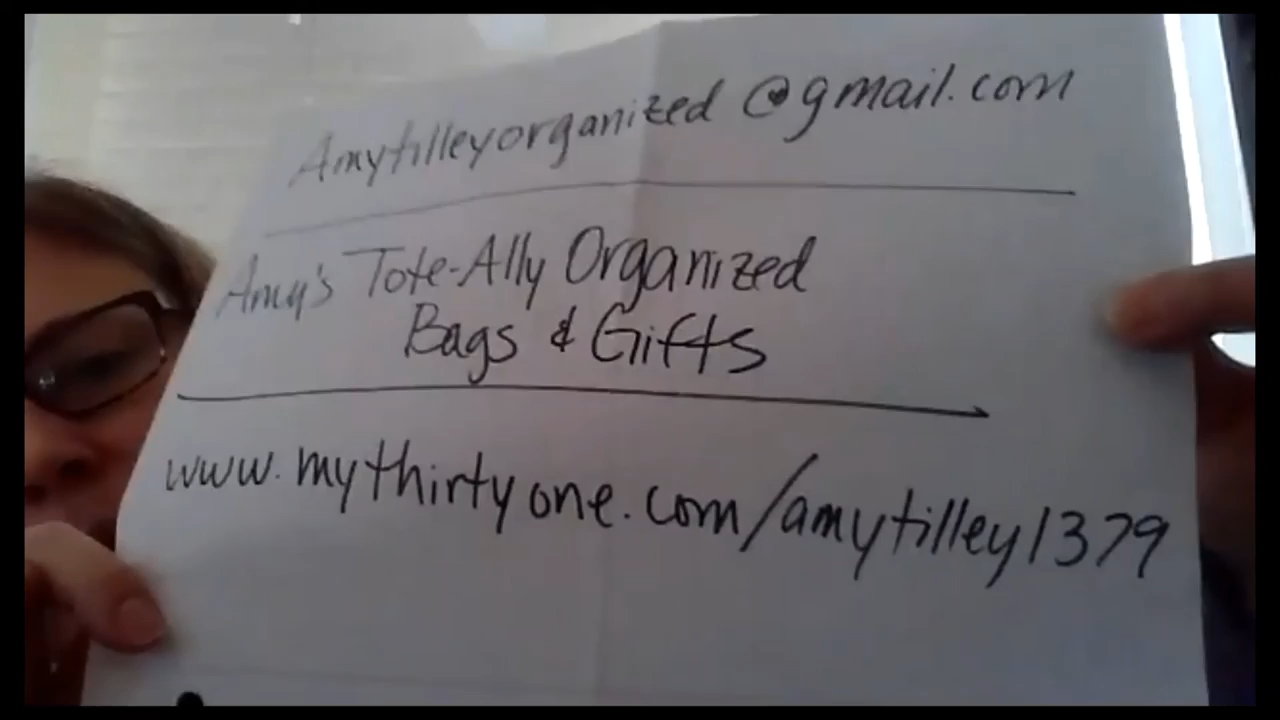 Amytilleyorganized @gmail.com
Amy's Tote-Ally Organized
Bags & Gifts
www.mythirtyone.com/amytilley1379